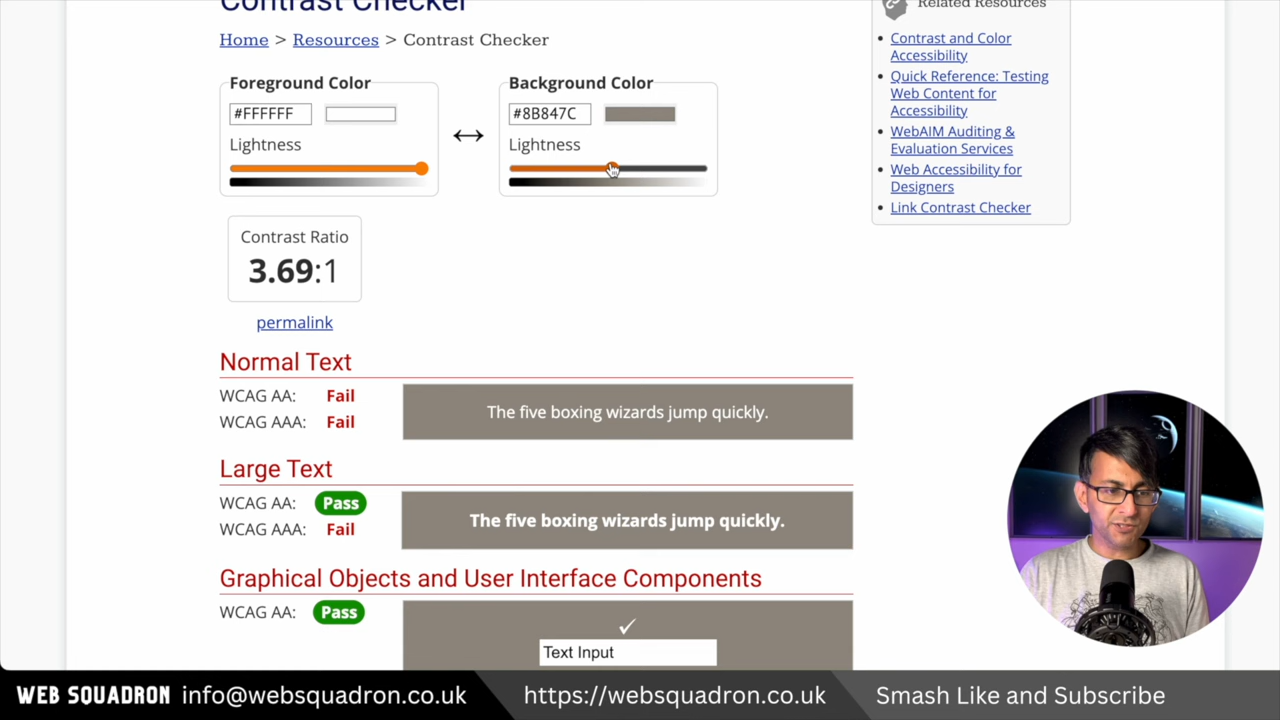 Contrast Checker
Home > Resources > Contrast Checker
Foreground Color
#FFFFFF
Lightness
Background Color
#8B847C
Lightness
Contrast Ratio
3.69:1
permalink
Normal Text
WCAG AA: Fail
WCAG AAA: Fail
The five boxing wizards jump quickly.
Large Text
WCAG AA: Pass
WCAG AAA: Fail
The five boxing wizards jump quickly.
Graphical Objects and User Interface Components
WCAG AA: Pass
Text Input
Related Resources
Contrast and Color
Accessibility
Quick Reference: Testing
Web Content for
Accessibility
WebAIM Auditing &
Evaluation Services
Web Accessibility for
Designers
Link Contrast Checker
WEB SQUADRON info@websquadron.co.uk https://websquadron.co.uk Smash Like and Subscribe